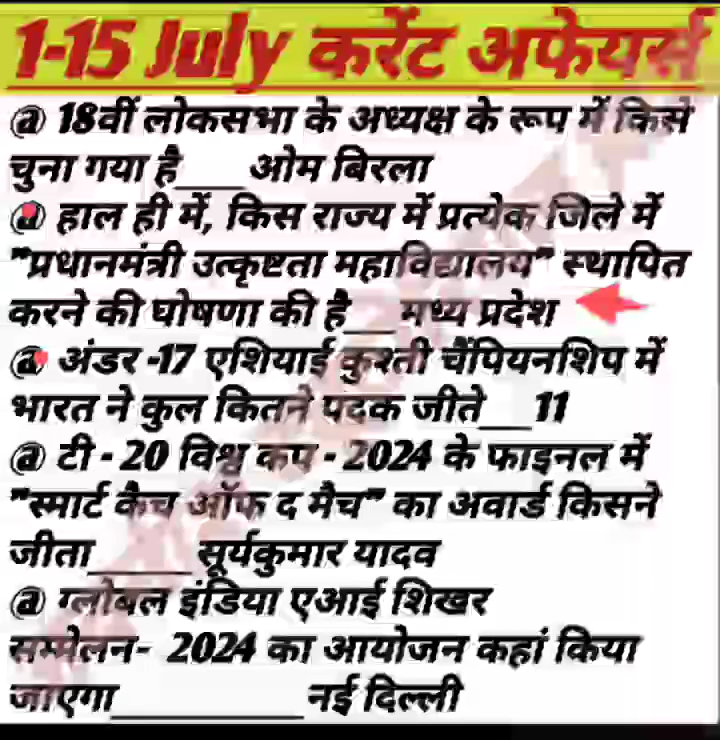 1-15 July करेंट अफेयर्स
@ 18वीं लोकसभा के अध्यक्ष के रूप में किसे
चुना गया है____ओम बिरला
@ हाल ही में, किस राज्य में प्रत्येक जिले में
"प्रधानमंत्री उत्कृष्टता महाविद्यालय" स्थापित
करने की घोषणा की है___मध्य प्रदेश
@ अंडर -17 एशियाई कुश्ती चैंपियनशिप में
भारत ने कुल कितने पदक जीते___11
@ टी - 20 विश्व कप - 2024 के फाइनल में
"स्मार्ट कैच ऑफ द मैच" का अवार्ड किसने
जीता______सूर्यकुमार यादव
@ ग्लोबल इंडिया एआई शिखर
सम्मेलन- 2024 का आयोजन कहां किया
जाएगा___________नई दिल्ली